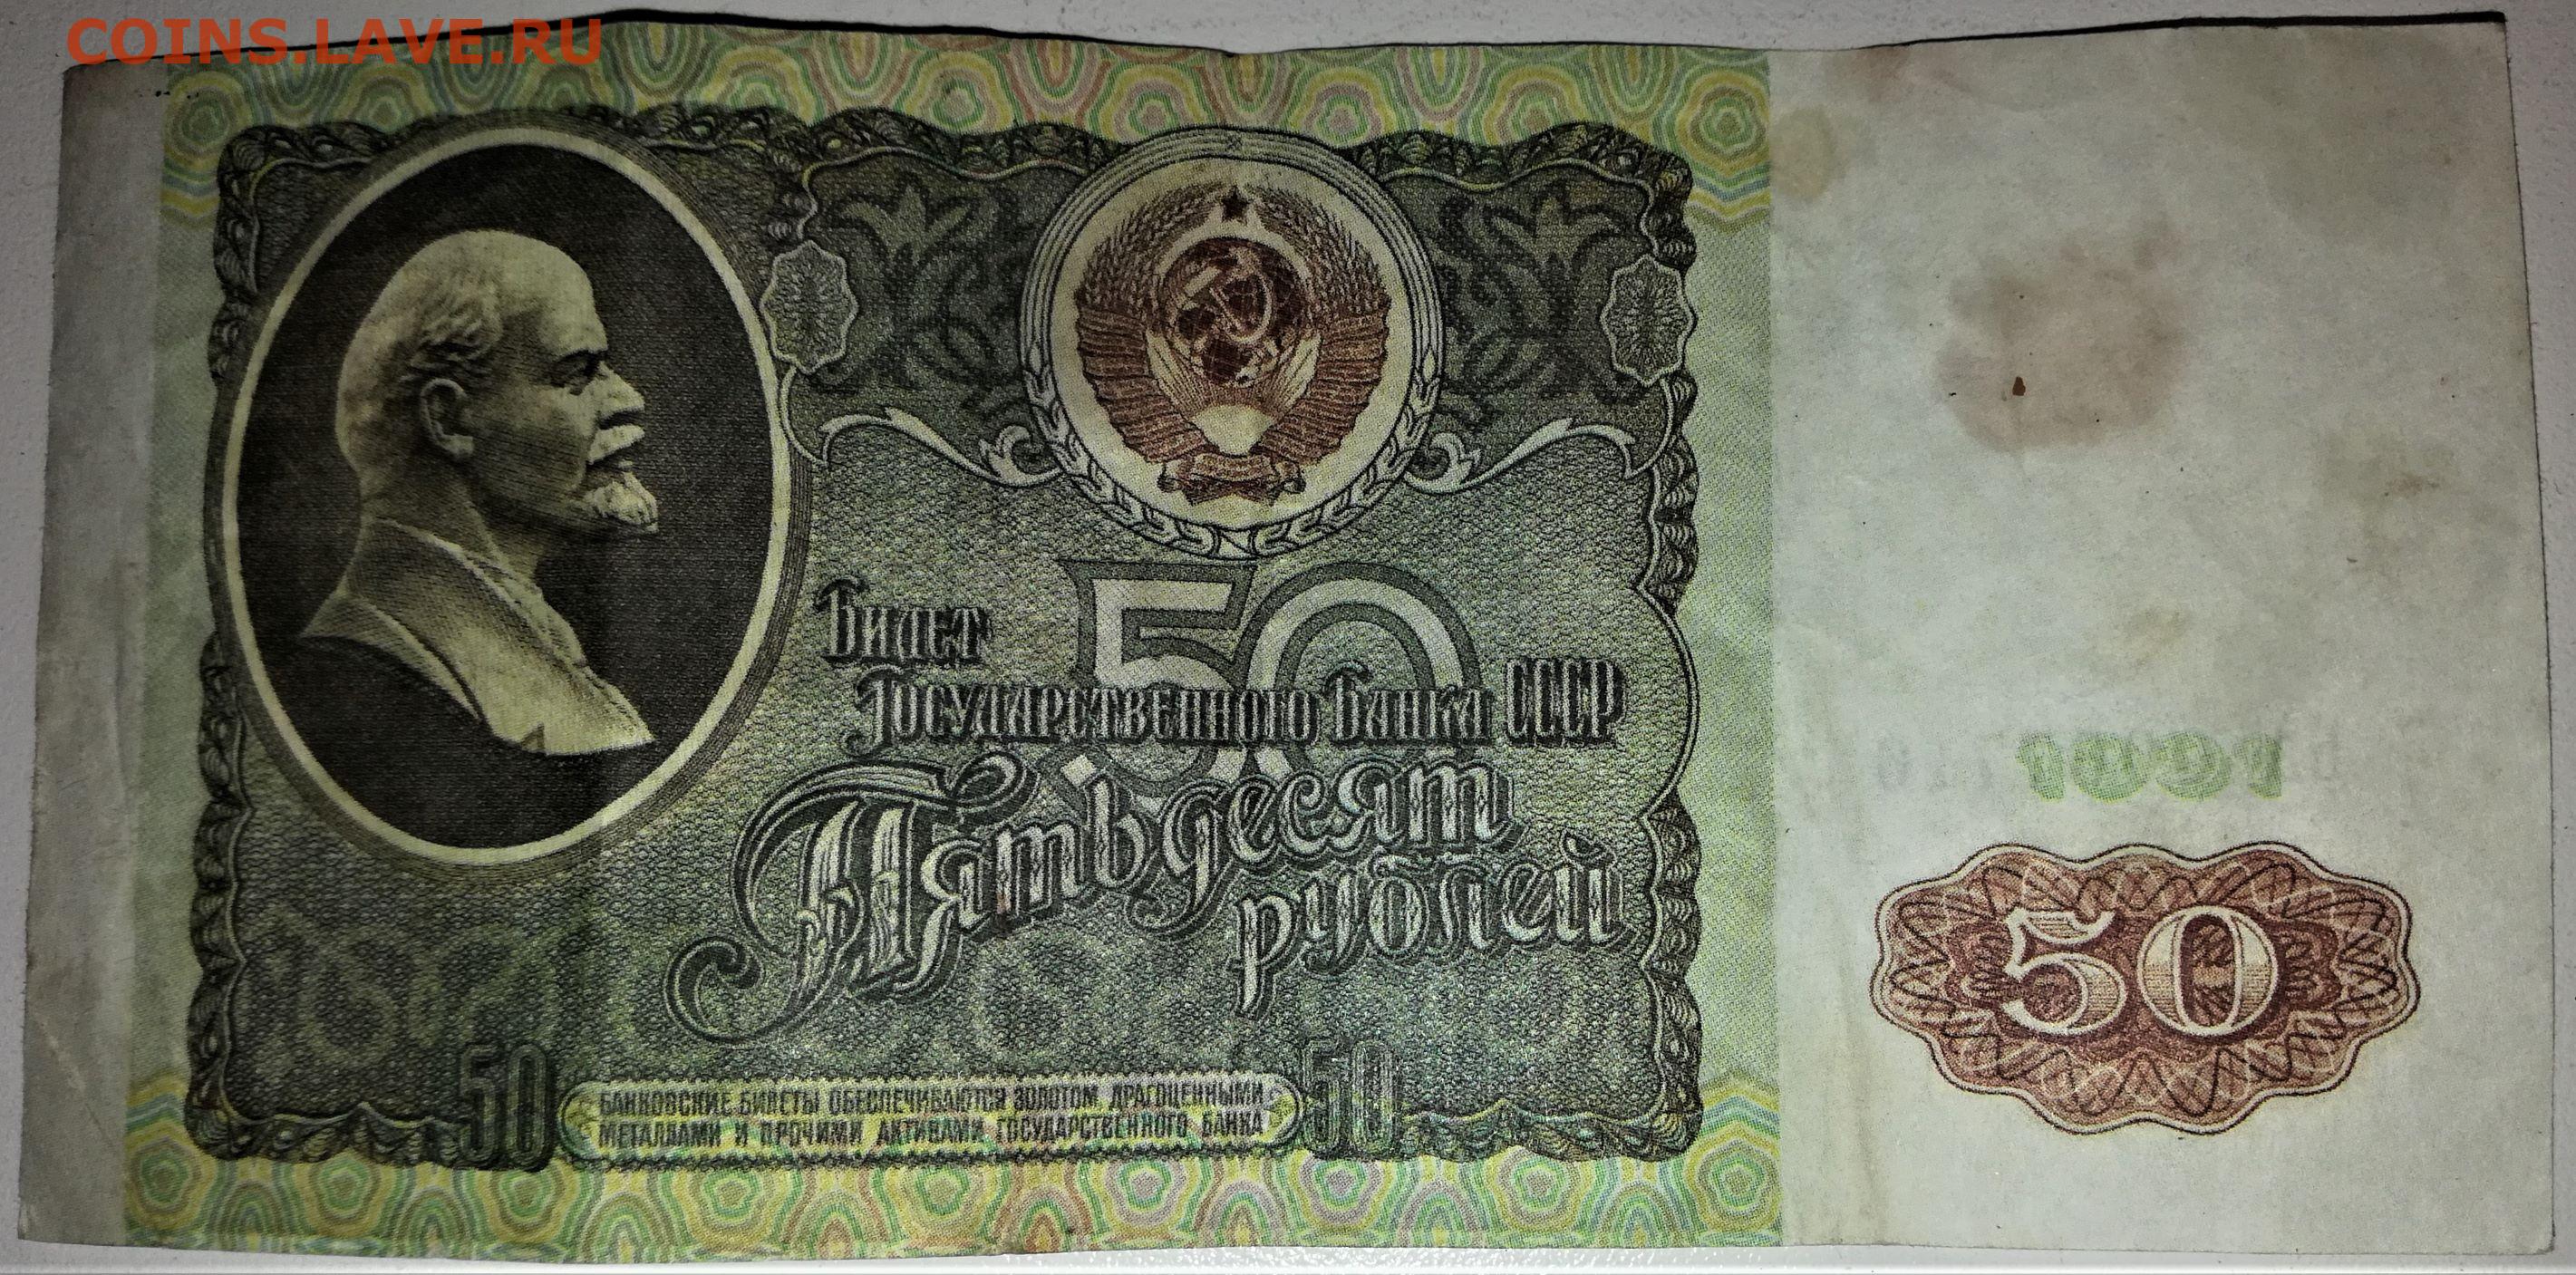 COINS.LAVE.RU
50
Билет
Государственного Банка СССР
Пятьдесят
рублей
1991
50
50 БАНКОВСКИЕ БИЛЕТЫ ОБЕСПЕЧИВАЮТСЯ ЗОЛОТОМ, ДРАГОЦЕННЫМИ 50
МЕТАЛЛАМИ И ПРОЧИМИ АКТИВАМИ ГОСУДАРСТВЕННОГО БАНКА